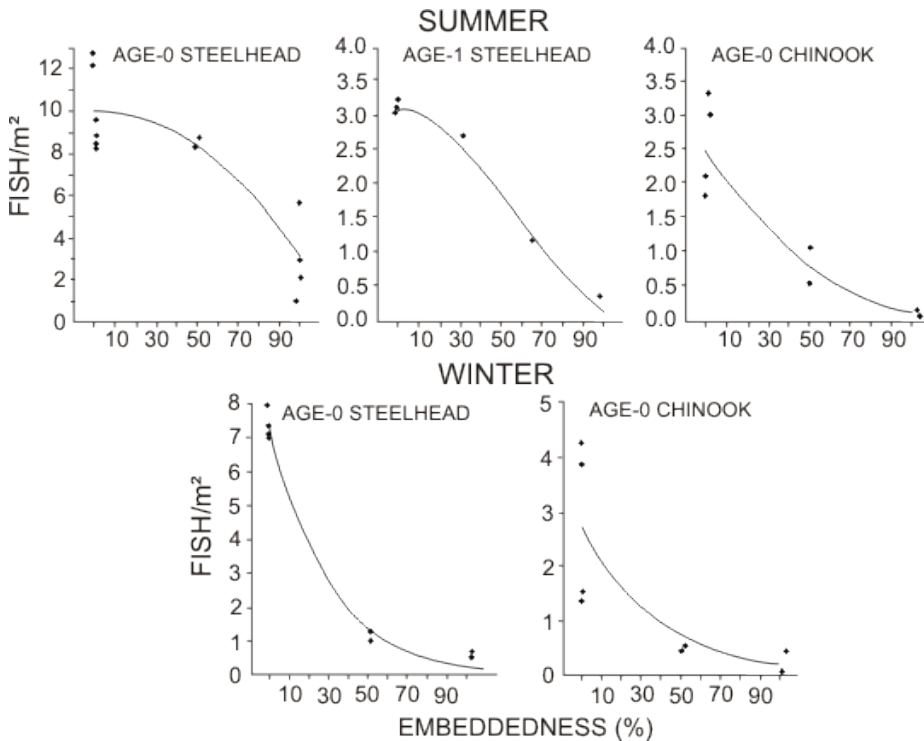 SUMMER
AGE-0 STEELHEAD
FISH/m²
12
10
8
6
4
2
0
10 30 50 70 90
AGE-1 STEELHEAD
4.0
3.5
3.0
2.5
2.0
1.5
1.0
0.5
0.0
10 30 50 70 90
AGE-0 CHINOOK
4.0
3.5
3.0
2.5
2.0
1.5
1.0
0.5
0.0
10 30 50 70 90
WINTER
AGE-0 STEELHEAD
FISH/m²
8
7
6
5
4
3
2
1
0
10 30 50 70 90
AGE-0 CHINOOK
5
4
3
2
1
0
10 30 50 70 90
EMBEDDEDNESS (%)